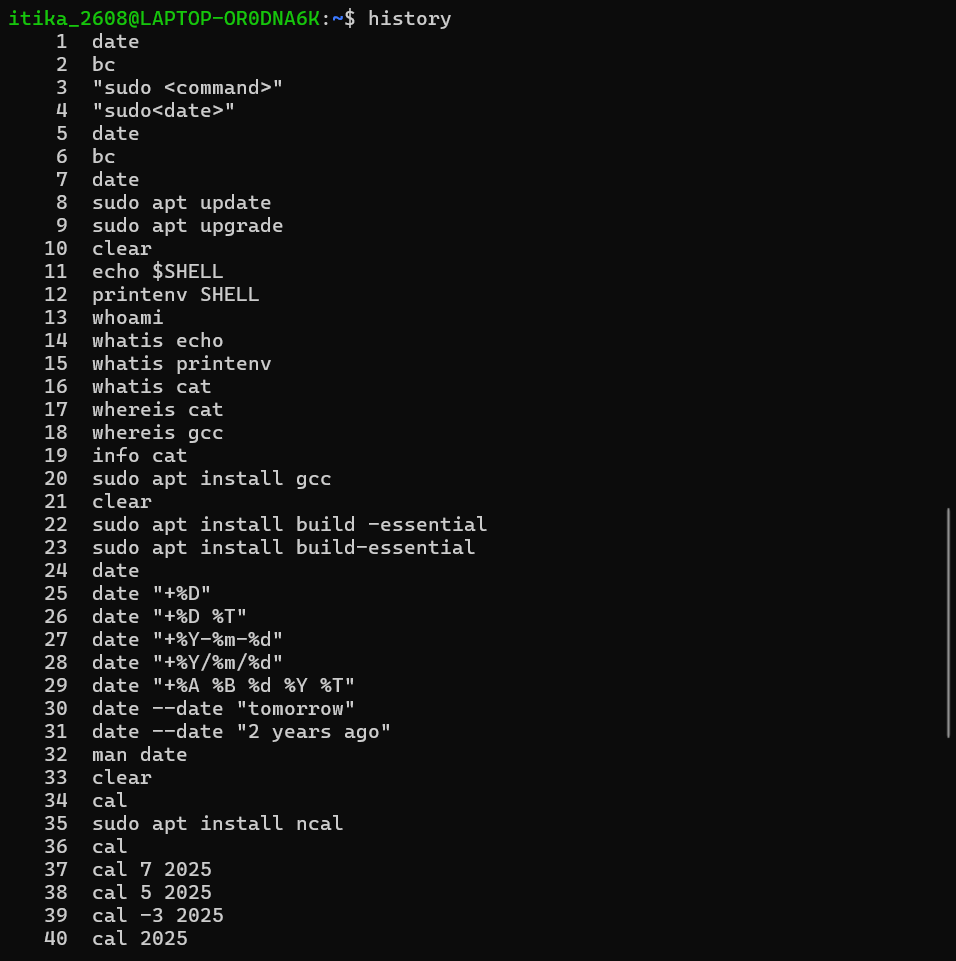 itika_2608@LAPTOP-OR0DNA6K:~$ history
1 date
2 bc
3 "sudo <command>"
4 "sudo<date>"
5 date
6 bc
7 date
8 sudo apt update
9 sudo apt upgrade
10 clear
11 echo $SHELL
12 printenv SHELL
13 whoami
14 whatis echo
15 whatis printenv
16 whatis cat
17 whereis cat
18 whereis gcc
19 info cat
20 sudo apt install gcc
21 clear
22 sudo apt install build -essential
23 sudo apt install build-essential
24 date
25 date "+%D"
26 date "+%D %T"
27 date "+%Y-%m-%d"
28 date "+%Y/%m/%d"
29 date "+%A %B %d %Y %T"
30 date --date "tomorrow"
31 date --date "2 years ago"
32 man date
33 clear
34 cal
35 sudo apt install ncal
36 cal
37 cal 7 2025
38 cal 5 2025
39 cal -3 2025
40 cal 2025